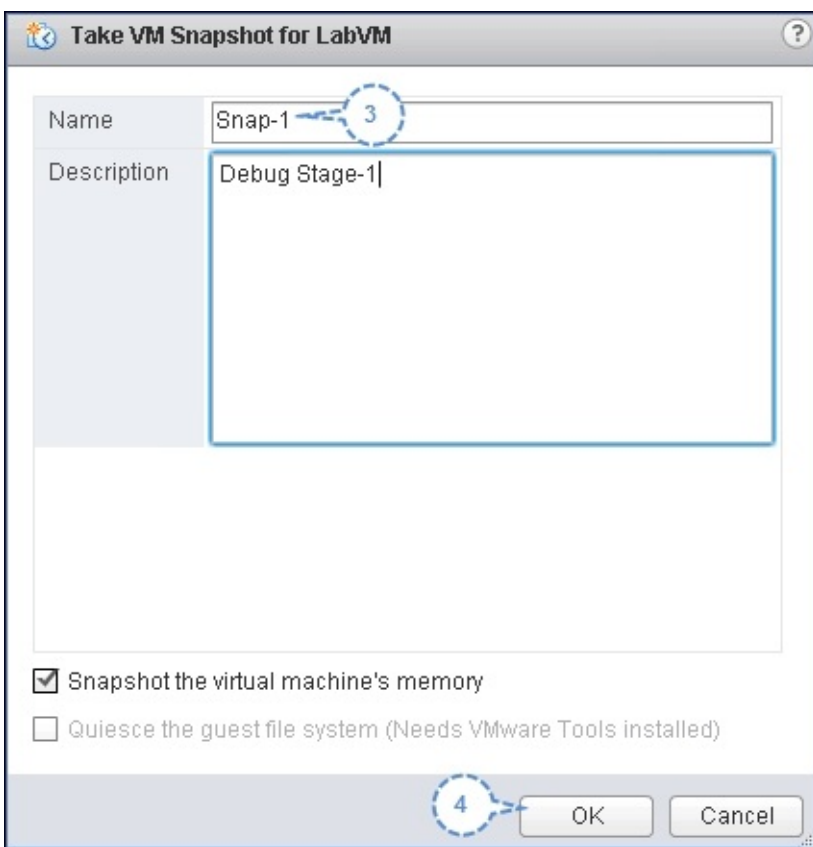 Take VM Snapshot for LabVM ?
Name Snap-1 3
Description Debug Stage-1
Snapshot the virtual machine's memory
Quiesce the guest file system (Needs VMware Tools installed)
4 OK Cancel